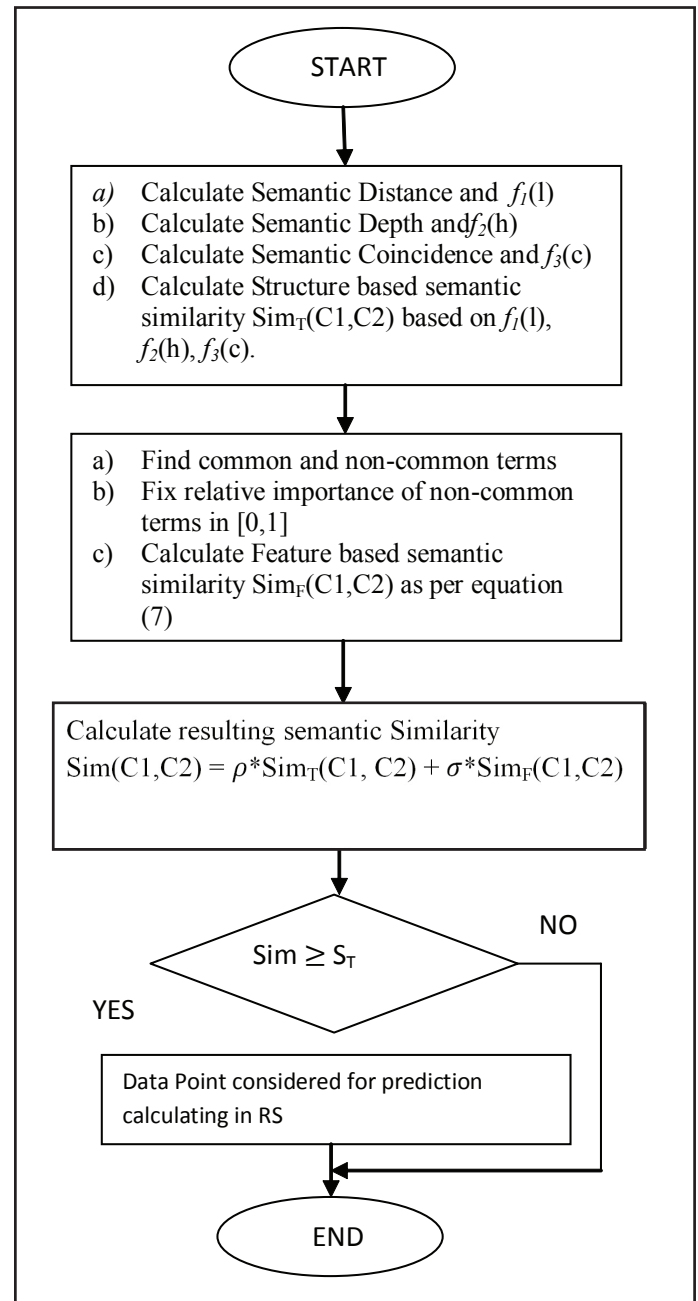 START
a) Calculate Semantic Distance and f1(l)
b) Calculate Semantic Depth andf2(h)
c) Calculate Semantic Coincidence and f3(c)
d) Calculate Structure based semantic
similarity SimT(C1,C2) based on f1(l),
f2(h), f3(c).
a) Find common and non-common terms
b) Fix relative importance of non-common
terms in [0,1]
c) Calculate Feature based semantic
similarity SimF(C1,C2) as per equation
(7)
Calculate resulting semantic Similarity
Sim(C1,C2) = ρ*SimT(C1, C2) + σ*SimF(C1,C2)
NO
Sim ≥ ST
YES
Data Point considered for prediction
calculating in RS
END